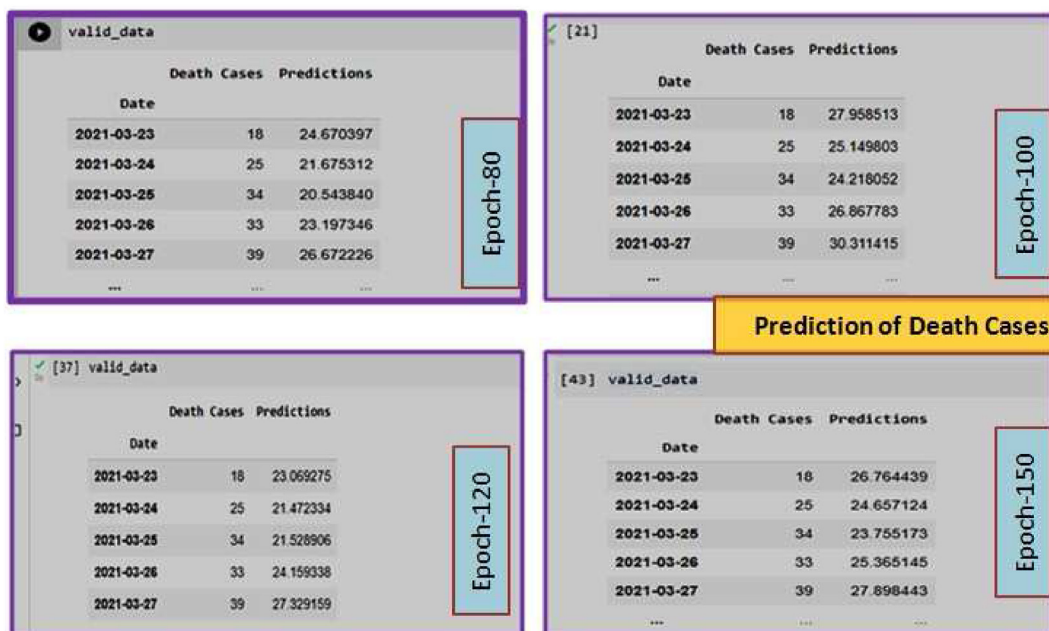 valid_data
Death Cases Predictions
Date
2021-03-23 18 24.670397
2021-03-24 25 21.675312
2021-03-25 34 20.543840
2021-03-26 33 23.197346
2021-03-27 39 26.672226
... ... ...
Epoch-80
[21]
Death Cases Predictions
Date
2021-03-23 18 27.958513
2021-03-24 25 25.149803
2021-03-25 34 24.218052
2021-03-26 33 26.867783
2021-03-27 39 30.311415
... ... ...
Epoch-100
Prediction of Death Cases
[37] valid_data
Death Cases Predictions
Date
2021-03-23 18 23.069275
2021-03-24 25 21.472334
2021-03-25 34 21.528906
2021-03-26 33 24.159338
2021-03-27 39 27.329159
Epoch-120
[43] valid_data
Death Cases Predictions
Date
2021-03-23 18 26.764439
2021-03-24 25 24.657124
2021-03-25 34 23.755173
2021-03-26 33 25.365145
2021-03-27 39 27.898443
... ... ...
Epoch-150